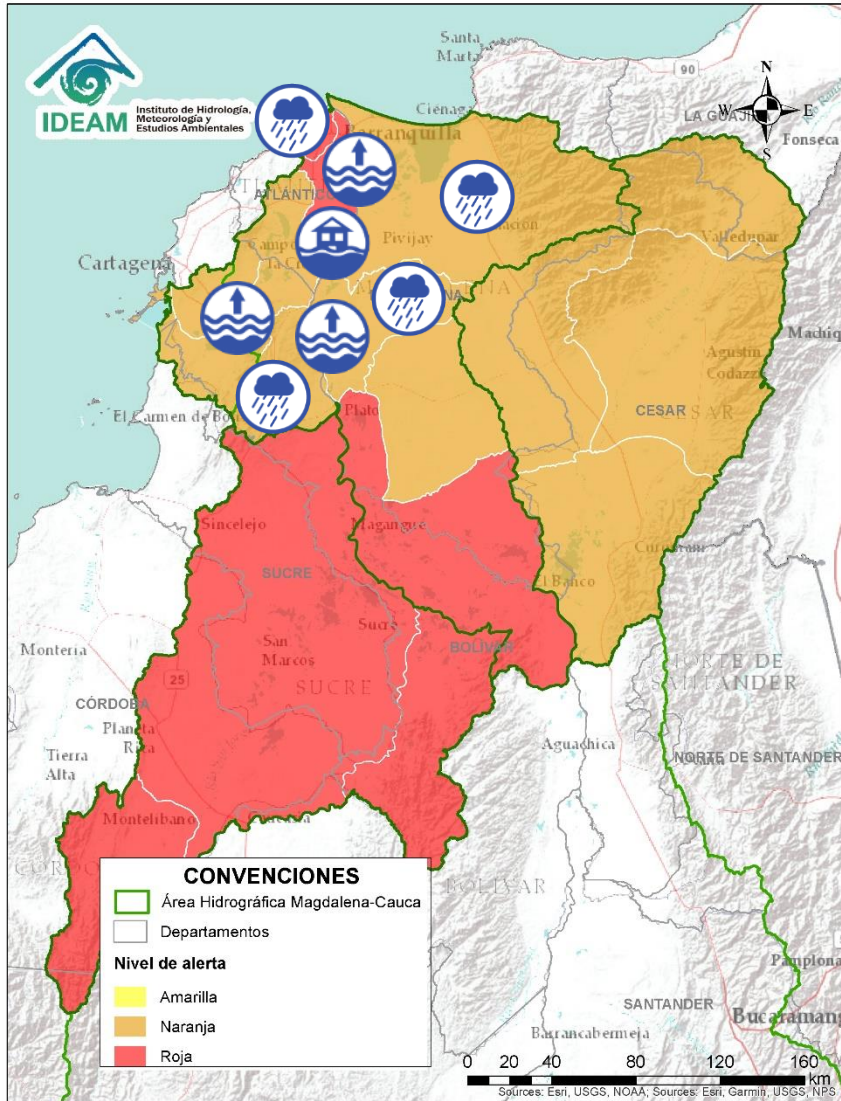 Santa
Marta
90
N
IDEAM
Instituto de Hidrología,
Meteorología y
Estudios Ambientales
Ciénaga
W
E
LA GUAJI
S
Fonseca
Barranquilla
ATLÁNTICO
Pivijay
Valledupar
Cartagena
Machiq
Agustín
Codazzi
El Carmen de Bo
Plato
CESAR
CESAR
Sincelejo
Magangué
SUCRE
El Banco
Sucre
San
Marcos
BOLÍVAR
Montería
25
SUCRE
NORTE DE
SANTANDER
CÓRDOBA
Planeta
Rica
Aguachica
NORTE DE SANTANDER
Tierra
Alta
Montelíbano
CONVENCIONES
Área Hidrográfica Magdalena-Cauca
Departamentos
BOLÍVAR
Nivel de alerta
Amarilla
Pamplona
Naranja
SANTANDER
Bucaramang
Roja
Barrancabermeja
0 20 40 80 120 160
km
Sources: Esri, USGS, NOAA; Sources: Esri, Garmin, USGS, NPS